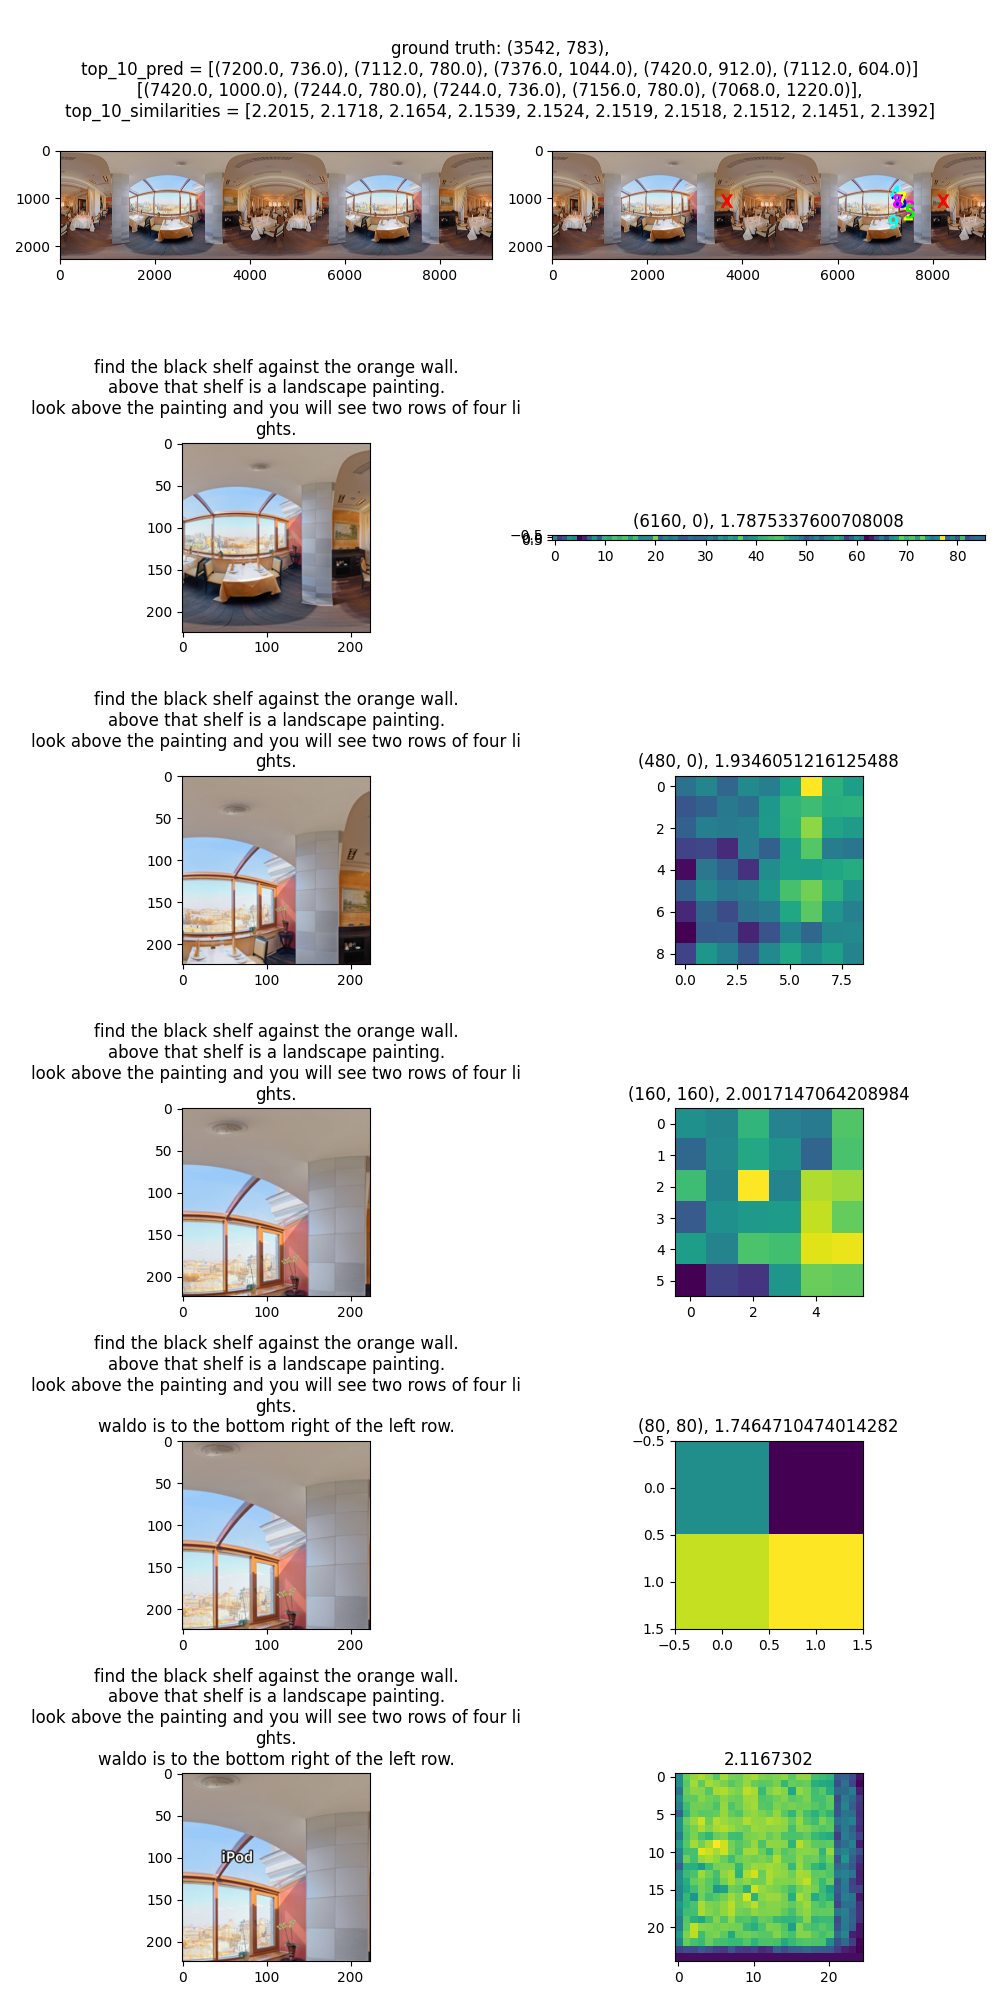 ground truth: (3542, 783),
top_10_pred = [(7200.0, 736.0), (7112.0, 780.0), (7376.0, 1044.0), (7420.0, 912.0), (7112.0, 604.0)]
[(7420.0, 1000.0), (7244.0, 780.0), (7244.0, 736.0), (7156.0, 780.0), (7068.0, 1220.0)],
top_10_similarities = [2.2015, 2.1718, 2.1654, 2.1539, 2.1524, 2.1519, 2.1518, 2.1512, 2.1451, 2.1392]
0
1000
2000
0 2000 4000 6000 8000
0
1000
2000
X
X
9
0 2000 4000 6000 8000
find the black shelf against the orange wall.
above that shelf is a landscape painting.
look above the painting and you will see two rows of four li
ghts.
0
50
100
150
200
0 100 200
(6160, 0), 1.7875337600708008
0 10 20 30 40 50 60 70 80
find the black shelf against the orange wall.
above that shelf is a landscape painting.
look above the painting and you will see two rows of four li
ghts.
0
50
100
150
200
0 100 200
(480, 0), 1.9346051216125488
0
2
4
6
8
0.0 2.5 5.0 7.5
find the black shelf against the orange wall.
above that shelf is a landscape painting.
look above the painting and you will see two rows of four li
ghts.
0
50
100
150
200
0 100 200
(160, 160), 2.0017147064208984
0
1
2
3
4
5
0 2 4
find the black shelf against the orange wall.
above that shelf is a landscape painting.
look above the painting and you will see two rows of four li
ghts.
waldo is to the bottom right of the left row.
0
50
100
150
200
0 100 200
(80, 80), 1.7464710474014282
−0.5
0.0
0.5
1.0
1.5
−0.5 0.0 0.5 1.0 1.5
find the black shelf against the orange wall.
above that shelf is a landscape painting.
look above the painting and you will see two rows of four li
ghts.
waldo is to the bottom right of the left row.
0
50
100
150
200
iPod
0 100 200
2.1167302
0
5
10
15
20
0 10 20